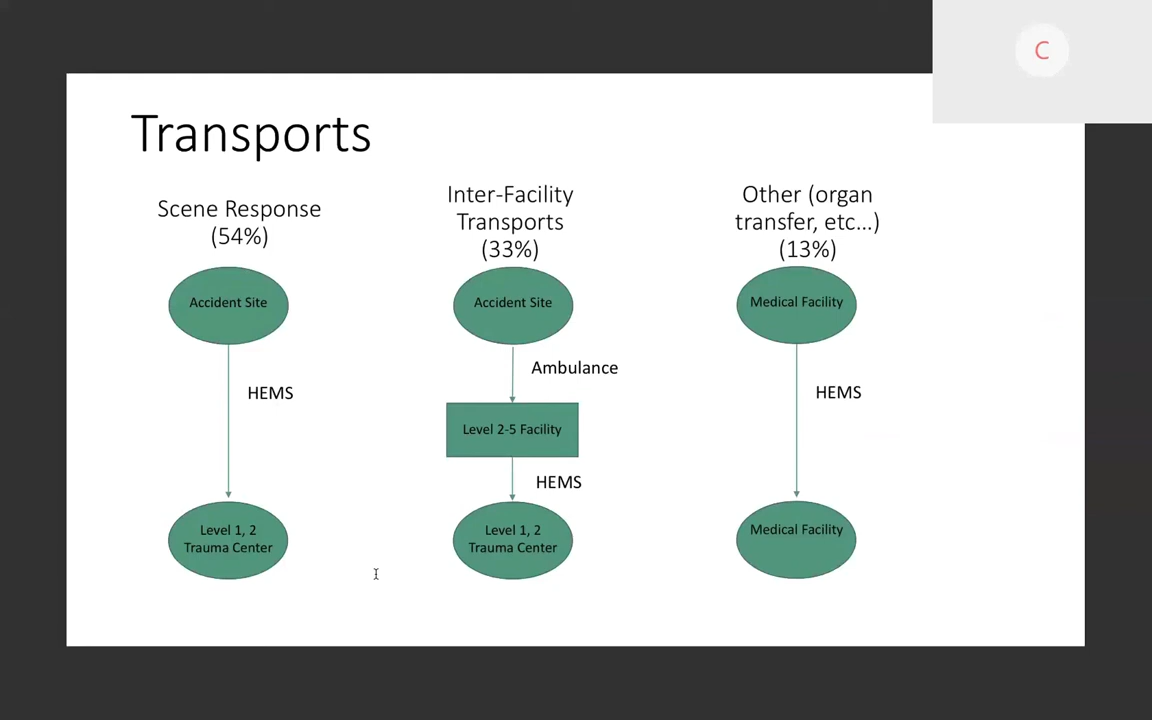 C
Transports
Scene Response
(54%)
Accident Site
HEMS
Level 1, 2
Trauma Center
Inter-Facility
Transports
(33%)
Accident Site
Ambulance
Level 2-5 Facility
HEMS
Level 1, 2
Trauma Center
Other (organ
transfer, etc...)
(13%)
Medical Facility
HEMS
Medical Facility